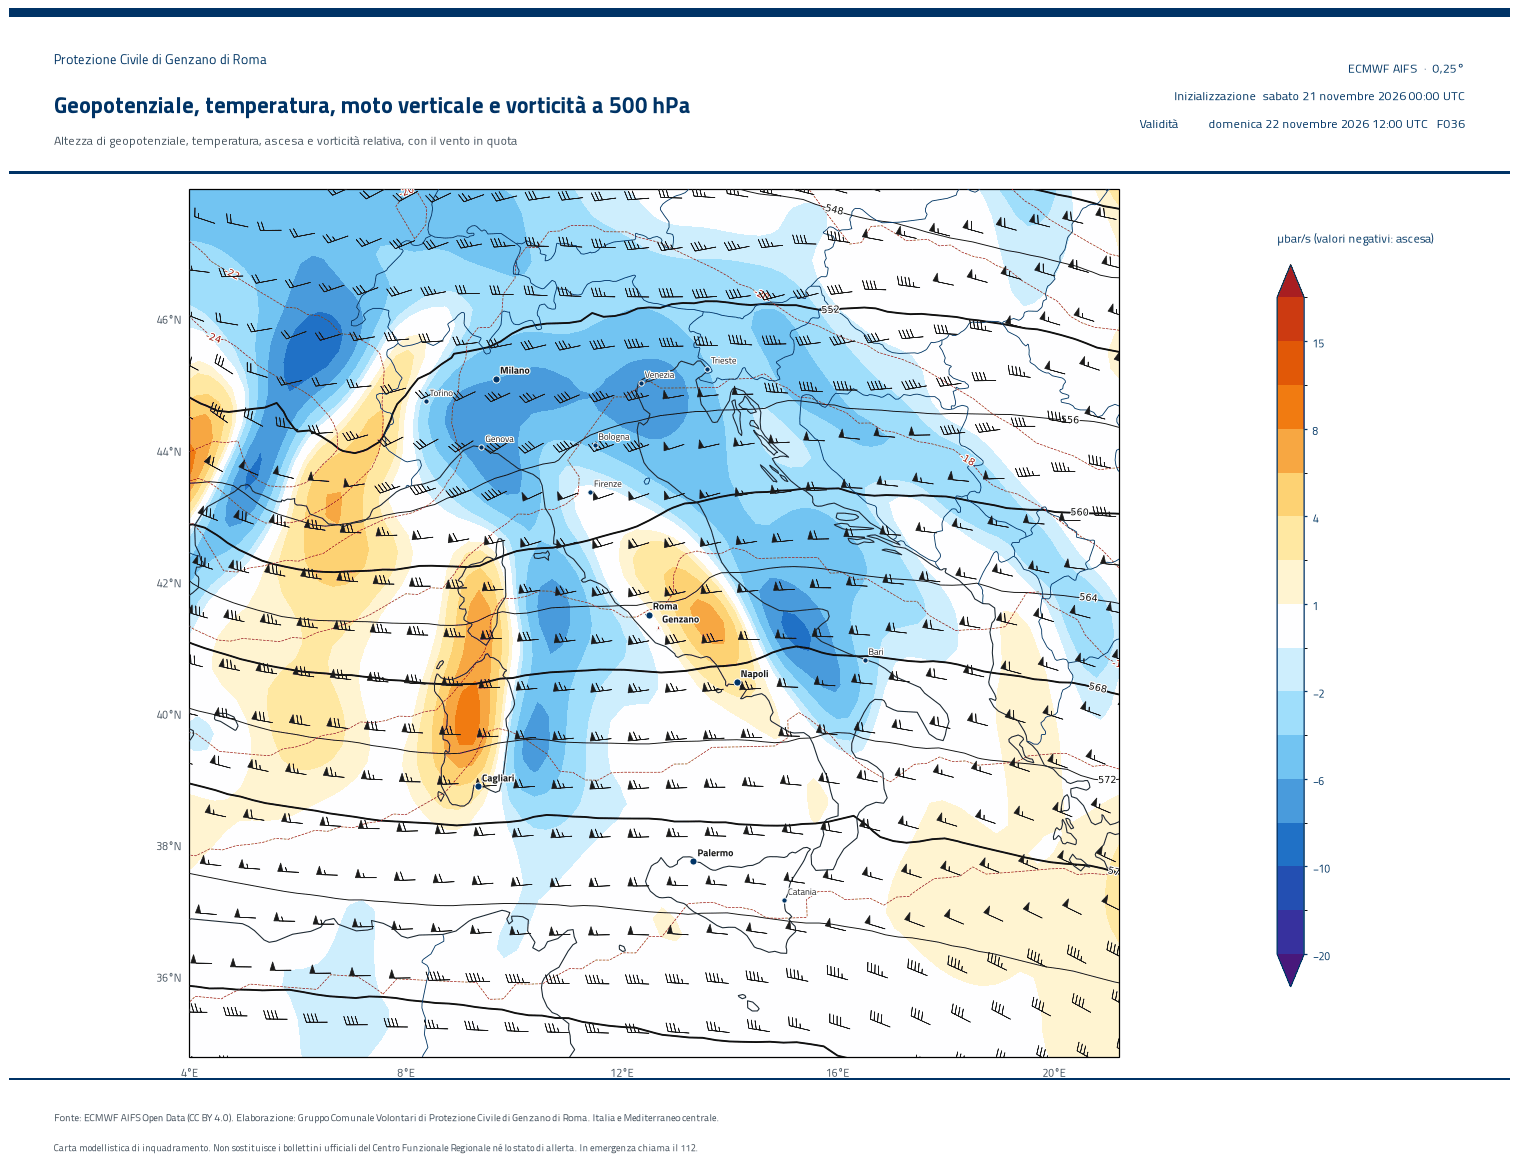 Protezione Civile di Genzano di Roma
Geopotenziale, temperatura, moto verticale e vorticità a 500 hPa
Altezza di geopotenziale, temperatura, ascesa e vorticità relativa, con il vento in quota
ECMWF AIFS · 0,25°
Inizializzazione sabato 21 novembre 2026 00:00 UTC
Validità domenica 22 novembre 2026 12:00 UTC F036
µbar/s (valori negativi: ascesa)
15
8
4
1
−2
−6
−10
−20
46°N
44°N
42°N
40°N
38°N
36°N
4°E
8°E
12°E
16°E
20°E
548
552
556
560
564
568
572
-22
-24
-18
Milano
Torino
Trieste
Venezia
Genova
Bologna
Firenze
Roma
Genzano
Napoli
Bari
Cagliari
Palermo
Catania
Fonte: ECMWF AIFS Open Data (CC BY 4.0). Elaborazione: Gruppo Comunale Volontari di Protezione Civile di Genzano di Roma. Italia e Mediterraneo centrale.
Carta modellistica di inquadramento. Non sostituisce i bollettini ufficiali del Centro Funzionale Regionale né lo stato di allerta. In emergenza chiama il 112.